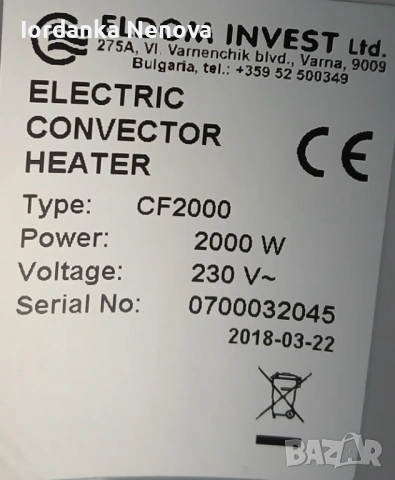 Iordanka Nenova
ELDOM INVEST Ltd.
275A, Vl. Varnenchik blvd., Varna, 9009
Bulgaria, tel.: +359 52 500349
ELECTRIC
CONVECTOR
HEATER
CE
Type: CF2000
Power: 2000 W
Voltage: 230 V~
Serial No: 0700032045
2018-03-22
BAZAR